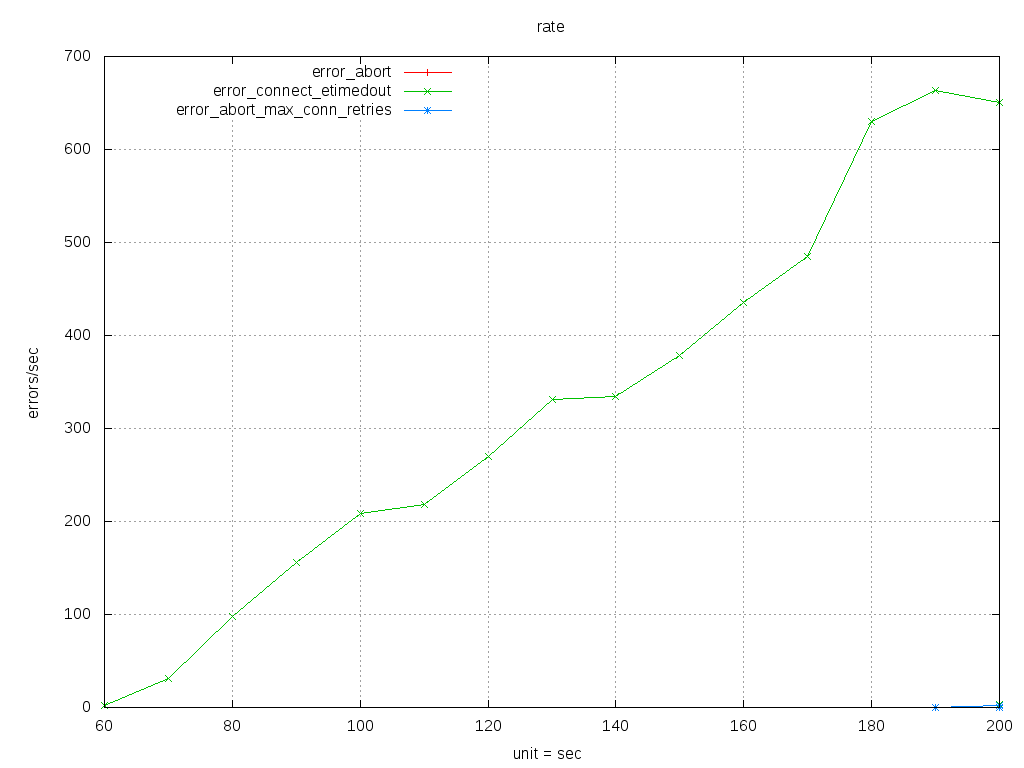 rate
700
600
500
400
300
200
100
0
errors/sec
error_abort
error_connect_etimedout
error_abort_max_conn_retries
60 80 100 120 140 160 180 200
unit = sec